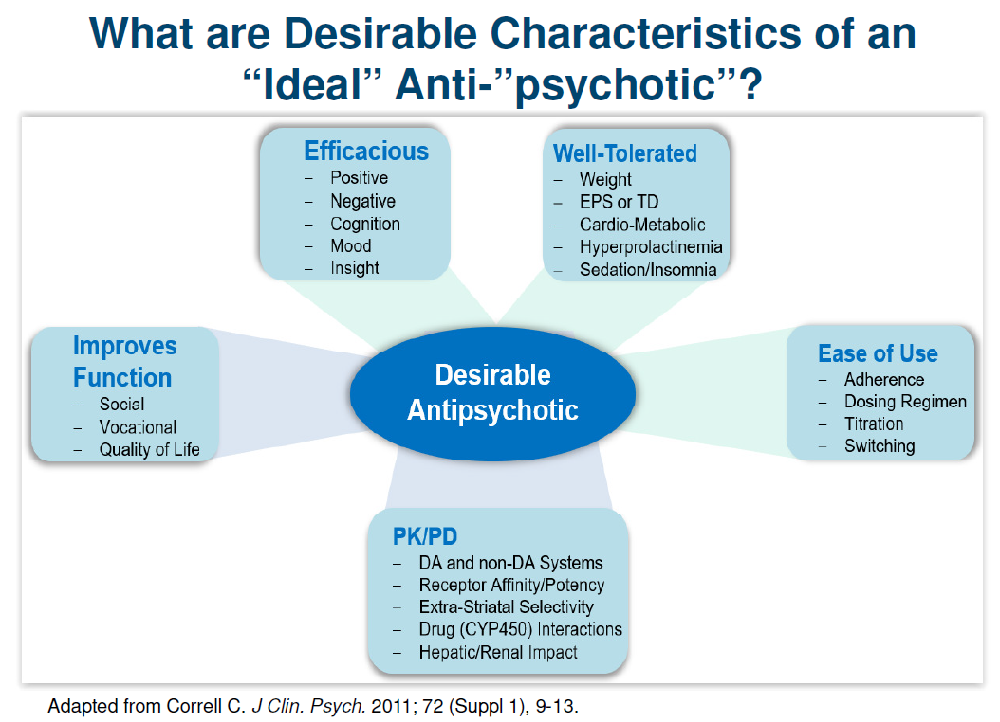 What are Desirable Characteristics of an
“Ideal” Anti-”psychotic”?
Efficacious
– Positive
– Negative
– Cognition
– Mood
– Insight
Well-Tolerated
– Weight
– EPS or TD
– Cardio-Metabolic
– Hyperprolactinemia
– Sedation/Insomnia
Improves
Function
– Social
– Vocational
– Quality of Life
Desirable
Antipsychotic
Ease of Use
– Adherence
– Dosing Regimen
– Titration
– Switching
PK/PD
– DA and non-DA Systems
– Receptor Affinity/Potency
– Extra-Striatal Selectivity
– Drug (CYP450) Interactions
– Hepatic/Renal Impact
Adapted from Correll C. J Clin. Psych. 2011; 72 (Suppl 1), 9-13.